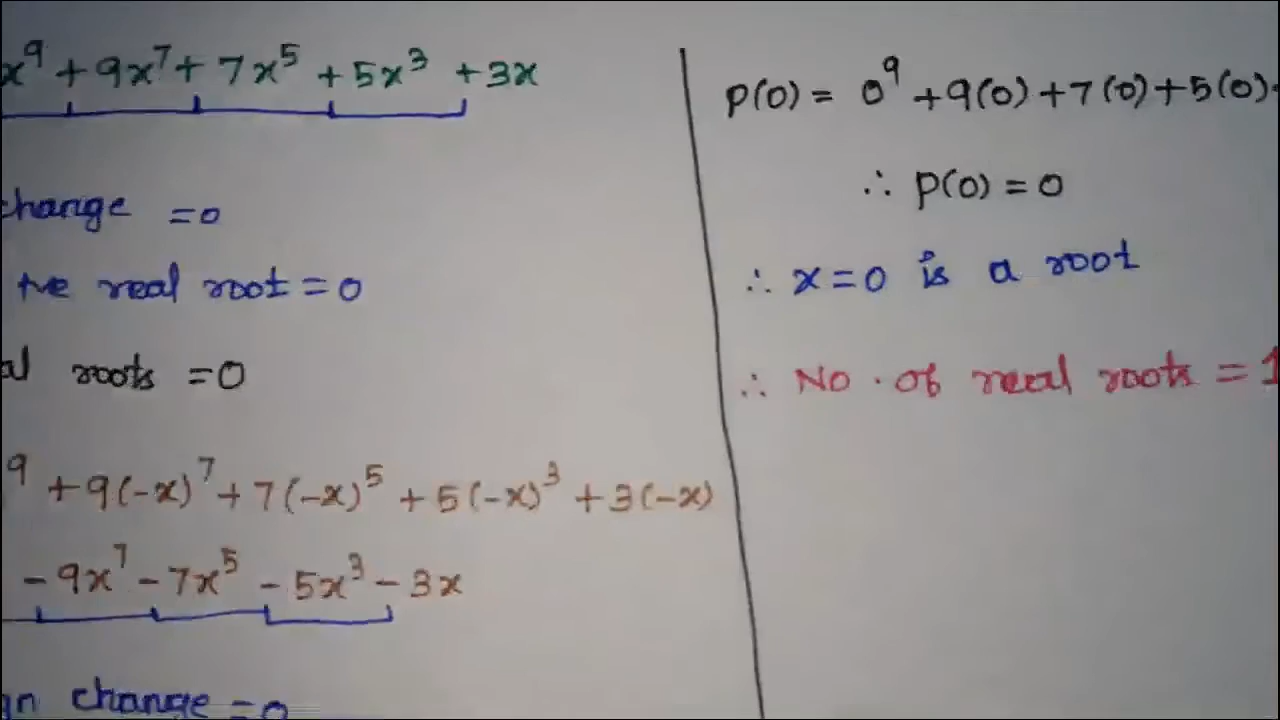 x⁹ + 9x⁷ + 7x⁵ + 5x³ + 3x
change = 0
+ve real root = 0
roots = 0
⁹ + 9(-x)⁷ + 7(-x)⁵ + 5(-x)³ + 3(-x)
- 9x⁷ - 7x⁵ - 5x³ - 3x
change = 0
p(0) = 0⁹ + 9(0) + 7(0) + 5(0)
∴ p(0) = 0
∴ x = 0 is a root
∴ No. of real roots = 1